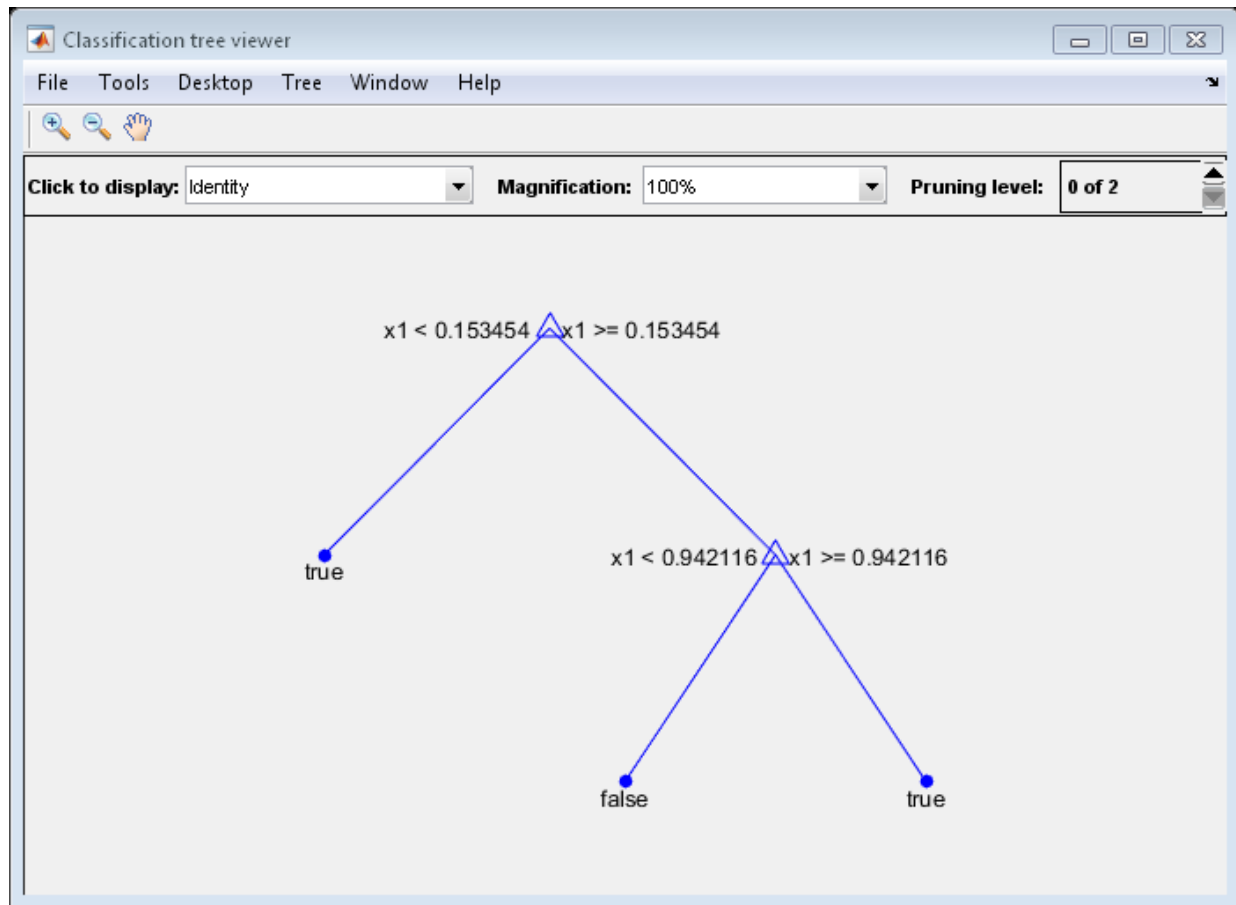 Classification tree viewer
File Tools Desktop Tree Window Help
Click to display: Identity Magnification: 100% Pruning level: 0 of 2
x1 < 0.153454 x1 >= 0.153454
x1 < 0.942116 x1 >= 0.942116
true
false true